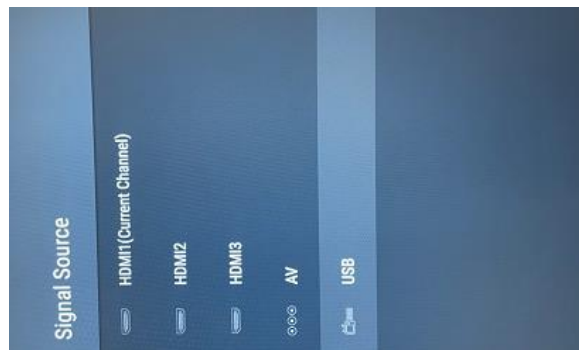 Signal Source
HDMI1(Current Channel)
HDMI2
HDMI3
AV
USB